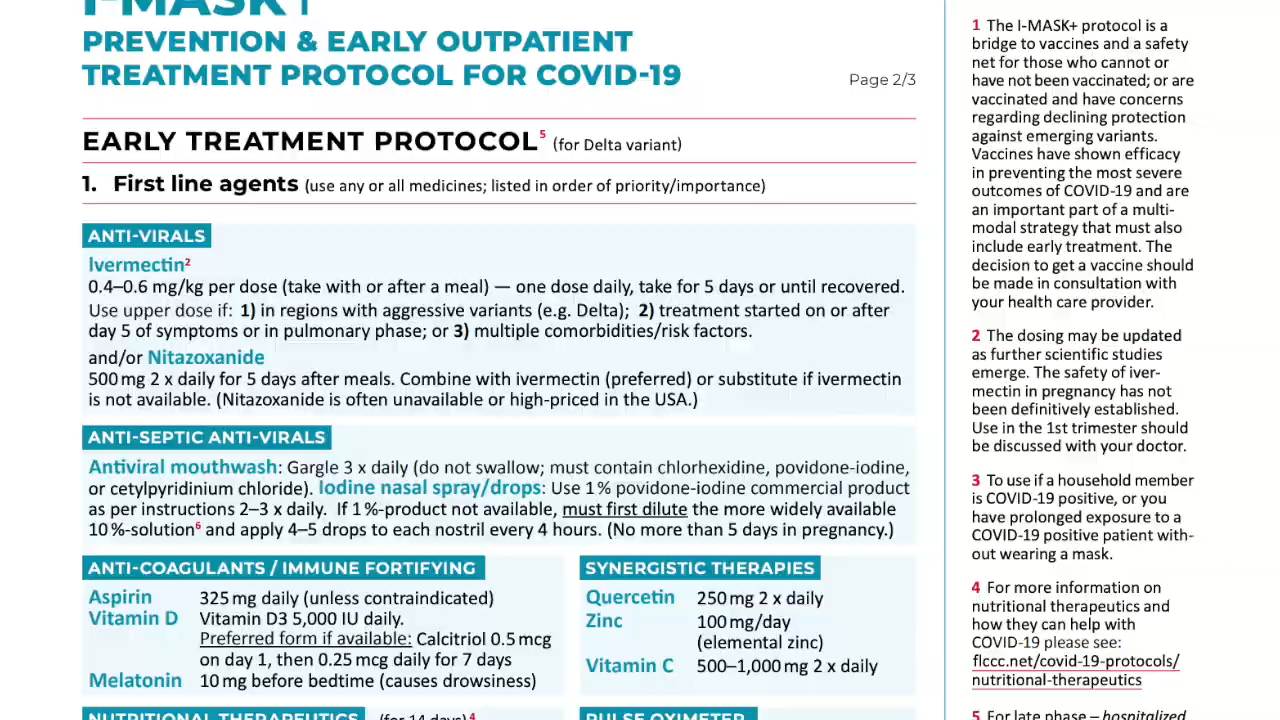 I-MASK+
PREVENTION & EARLY OUTPATIENT
TREATMENT PROTOCOL FOR COVID-19
Page 2/3
EARLY TREATMENT PROTOCOL5 (for Delta variant)
1. First line agents (use any or all medicines; listed in order of priority/importance)
ANTI-VIRALS
Ivermectin2
0.4–0.6 mg/kg per dose (take with or after a meal) — one dose daily, take for 5 days or until recovered.
Use upper dose if: 1) in regions with aggressive variants (e.g. Delta); 2) treatment started on or after
day 5 of symptoms or in pulmonary phase; or 3) multiple comorbidities/risk factors.
and/or Nitazoxanide
500 mg 2 x daily for 5 days after meals. Combine with ivermectin (preferred) or substitute if ivermectin
is not available. (Nitazoxanide is often unavailable or high-priced in the USA.)
ANTI-SEPTIC ANTI-VIRALS
Antiviral mouthwash: Gargle 3 x daily (do not swallow; must contain chlorhexidine, povidone-iodine,
or cetylpyridinium chloride). Iodine nasal spray/drops: Use 1 % povidone-iodine commercial product
as per instructions 2–3 x daily. If 1 %-product not available, must first dilute the more widely available
10 %-solution6 and apply 4–5 drops to each nostril every 4 hours. (No more than 5 days in pregnancy.)
ANTI-COAGULANTS / IMMUNE FORTIFYING
Aspirin 325 mg daily (unless contraindicated)
Vitamin D Vitamin D3 5,000 IU daily.
Preferred form if available: Calcitriol 0.5 mcg
on day 1, then 0.25 mcg daily for 7 days
Melatonin 10 mg before bedtime (causes drowsiness)
SYNERGISTIC THERAPIES
Quercetin 250 mg 2 x daily
Zinc 100 mg/day
(elemental zinc)
Vitamin C 500–1,000 mg 2 x daily
NUTRITIONAL THERAPEUTICS (for 14 days)4
PULSE OXIMETER
1 The I-MASK+ protocol is a
bridge to vaccines and a safety
net for those who cannot or
have not been vaccinated; or are
vaccinated and have concerns
regarding declining protection
against emerging variants.
Vaccines have shown efficacy
in preventing the most severe
outcomes of COVID-19 and are
an important part of a multi-
modal strategy that must also
include early treatment. The
decision to get a vaccine should
be made in consultation with
your health care provider.
2 The dosing may be updated
as further scientific studies
emerge. The safety of iver-
mectin in pregnancy has not
been definitively established.
Use in the 1st trimester should
be discussed with your doctor.
3 To use if a household member
is COVID-19 positive, or you
have prolonged exposure to a
COVID-19 positive patient with-
out wearing a mask.
4 For more information on
nutritional therapeutics and
how they can help with
COVID-19 please see:
flccc.net/covid-19-protocols/
nutritional-therapeutics
5 For late phase – hospitalized